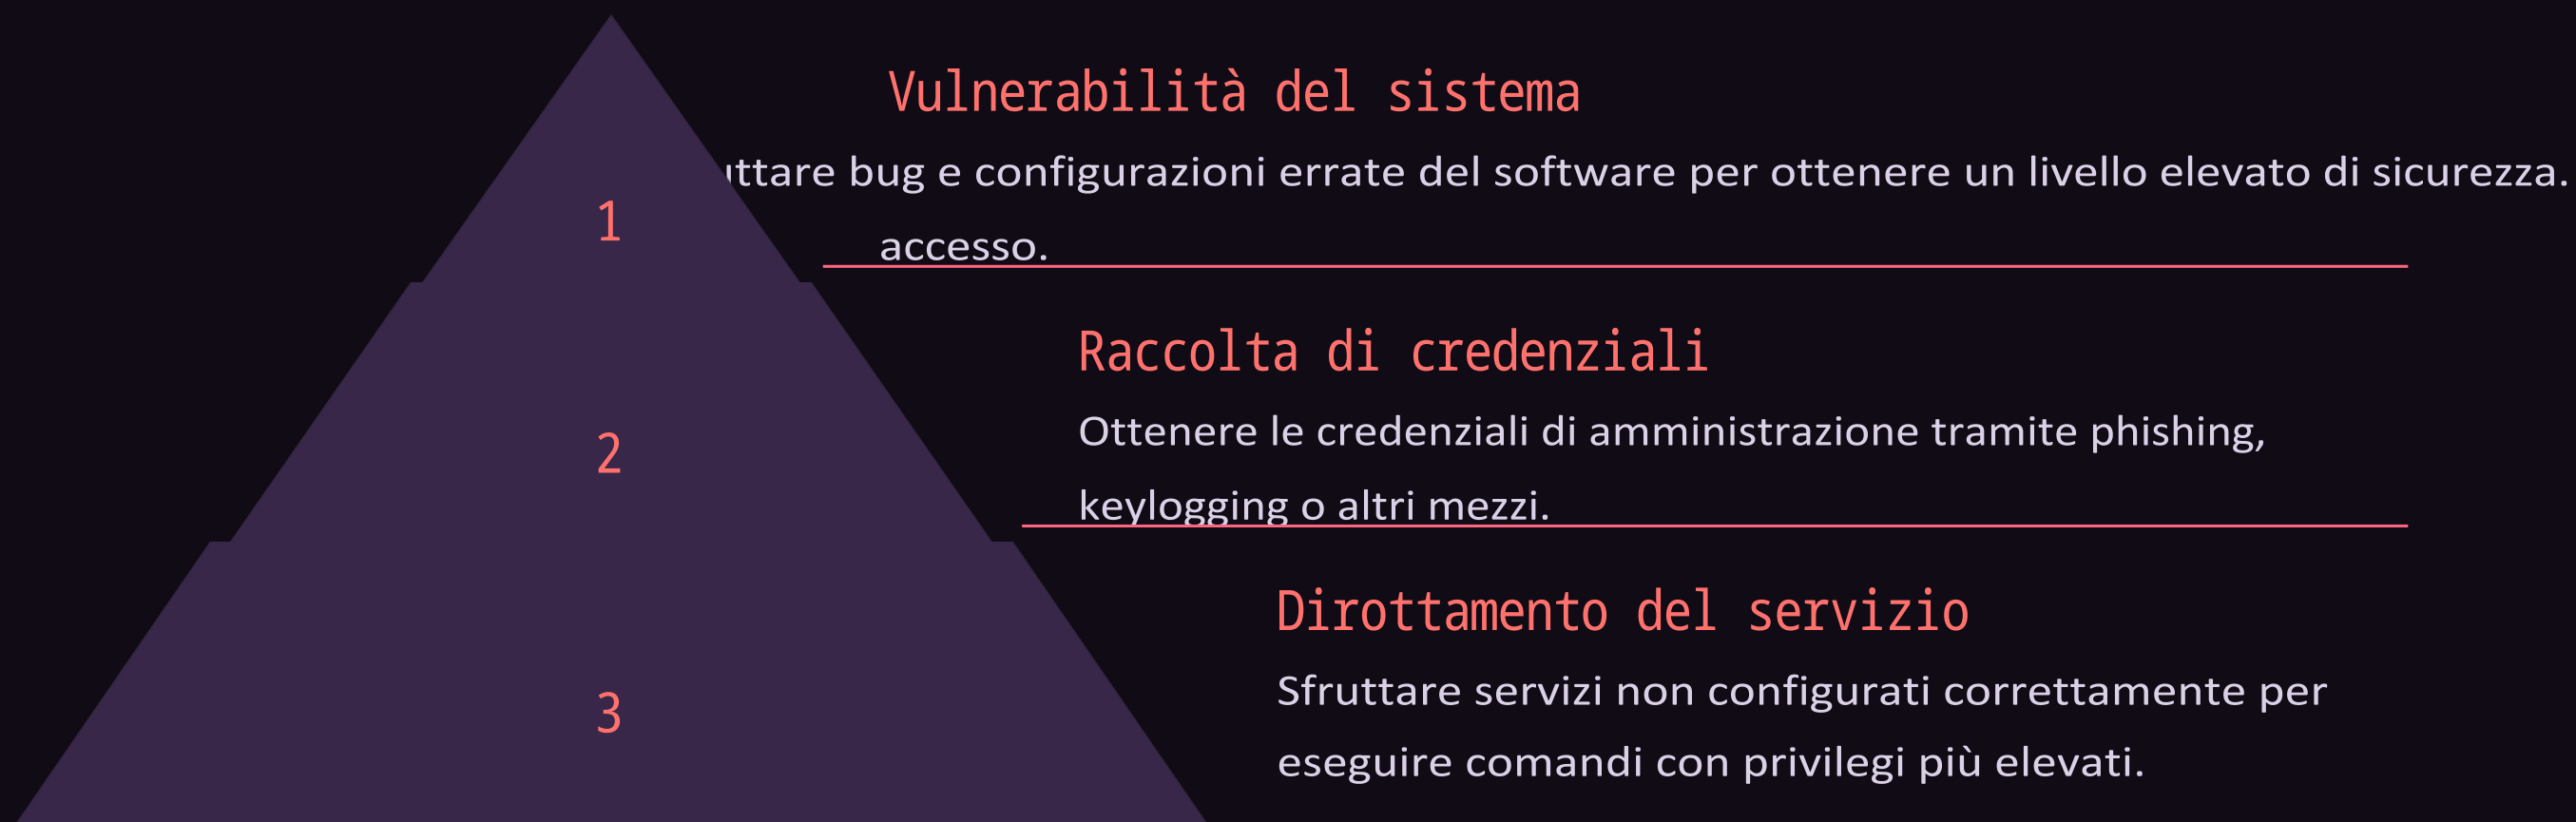 Vulnerabilità del sistema
bug e configurazioni errate del software per ottenere un livello elevato di sicurezza.
1
accesso.
Raccolta di credenziali
Ottenere le credenziali di amministrazione tramite phishing,
2
keylogging o altri mezzi.
Dirottamento del servizio
Sfruttare servizi non configurati correttamente per
3
eseguire comandi con privilegi più elevati.